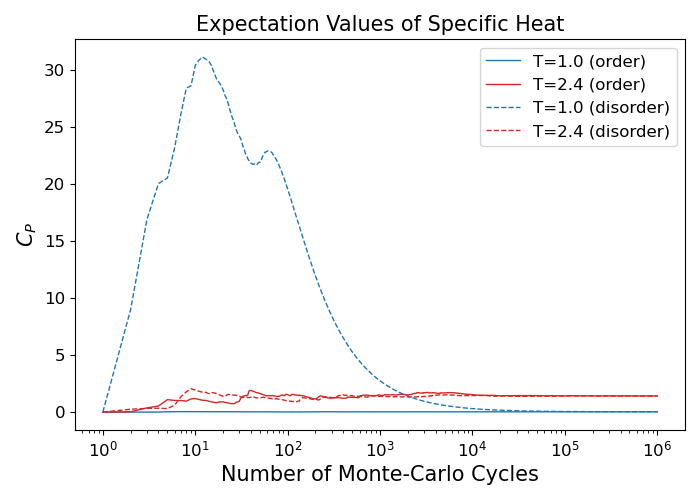 Expectation Values of Specific Heat
T=1.0 (order)
T=2.4 (order)
T=1.0 (disorder)
T=2.4 (disorder)
C_P
30
25
20
15
10
5
0
10^0 10^1 10^2 10^3 10^4 10^5 10^6
Number of Monte-Carlo Cycles